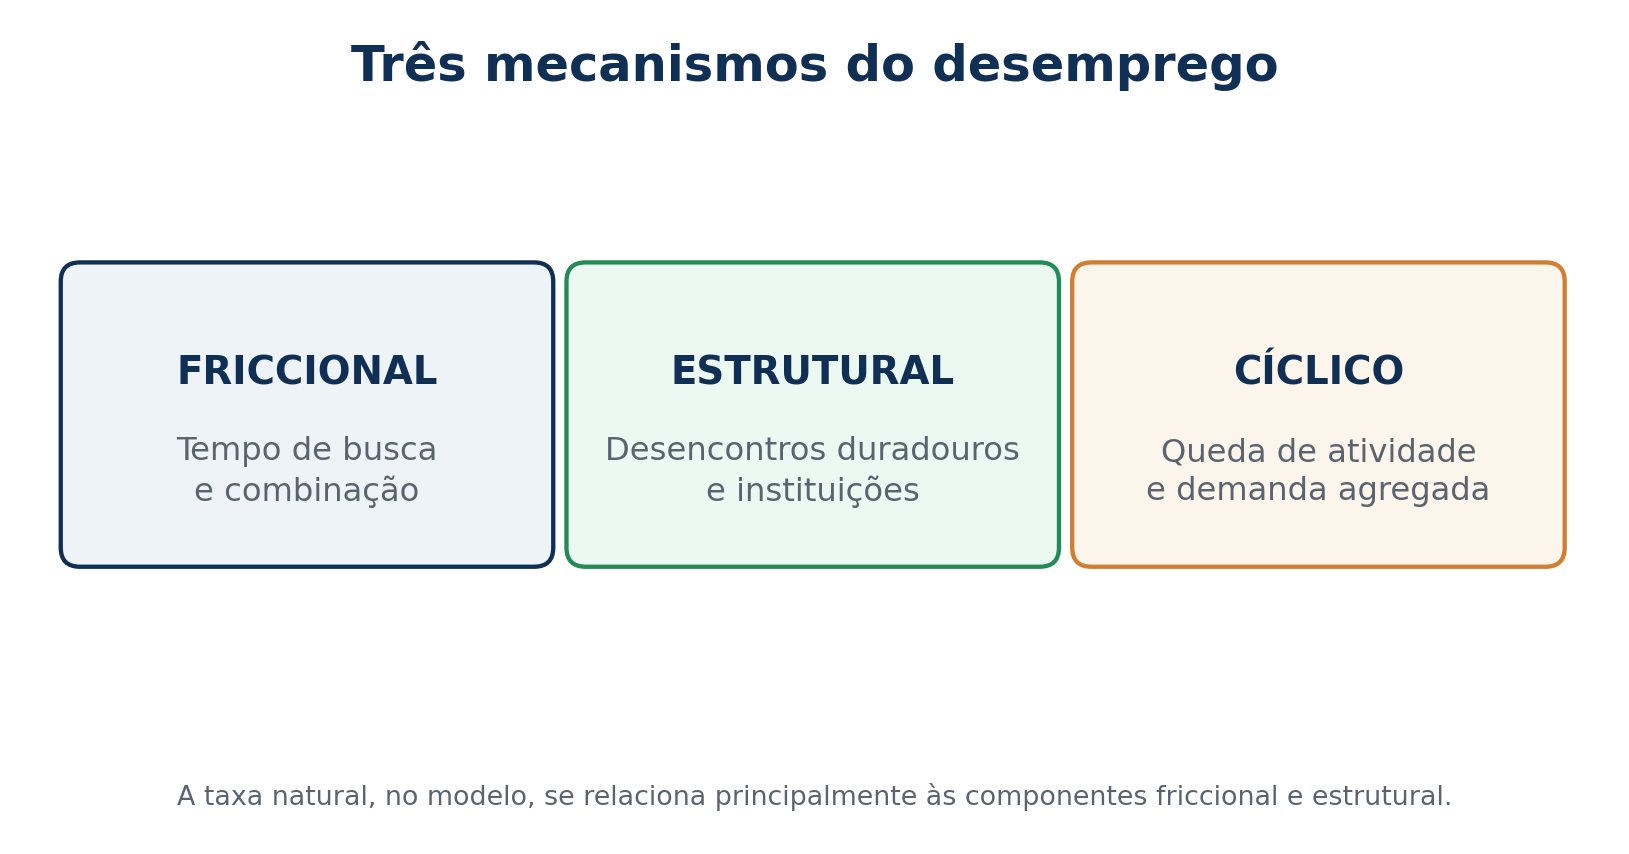 Três mecanismos do desemprego
FRICCIONAL
Tempo de busca
e combinação
ESTRUTURAL
Desencontros duradouros
e instituições
CÍCLICO
Queda de atividade
e demanda agregada
A taxa natural, no modelo, se relaciona principalmente às componentes friccional e estrutural.